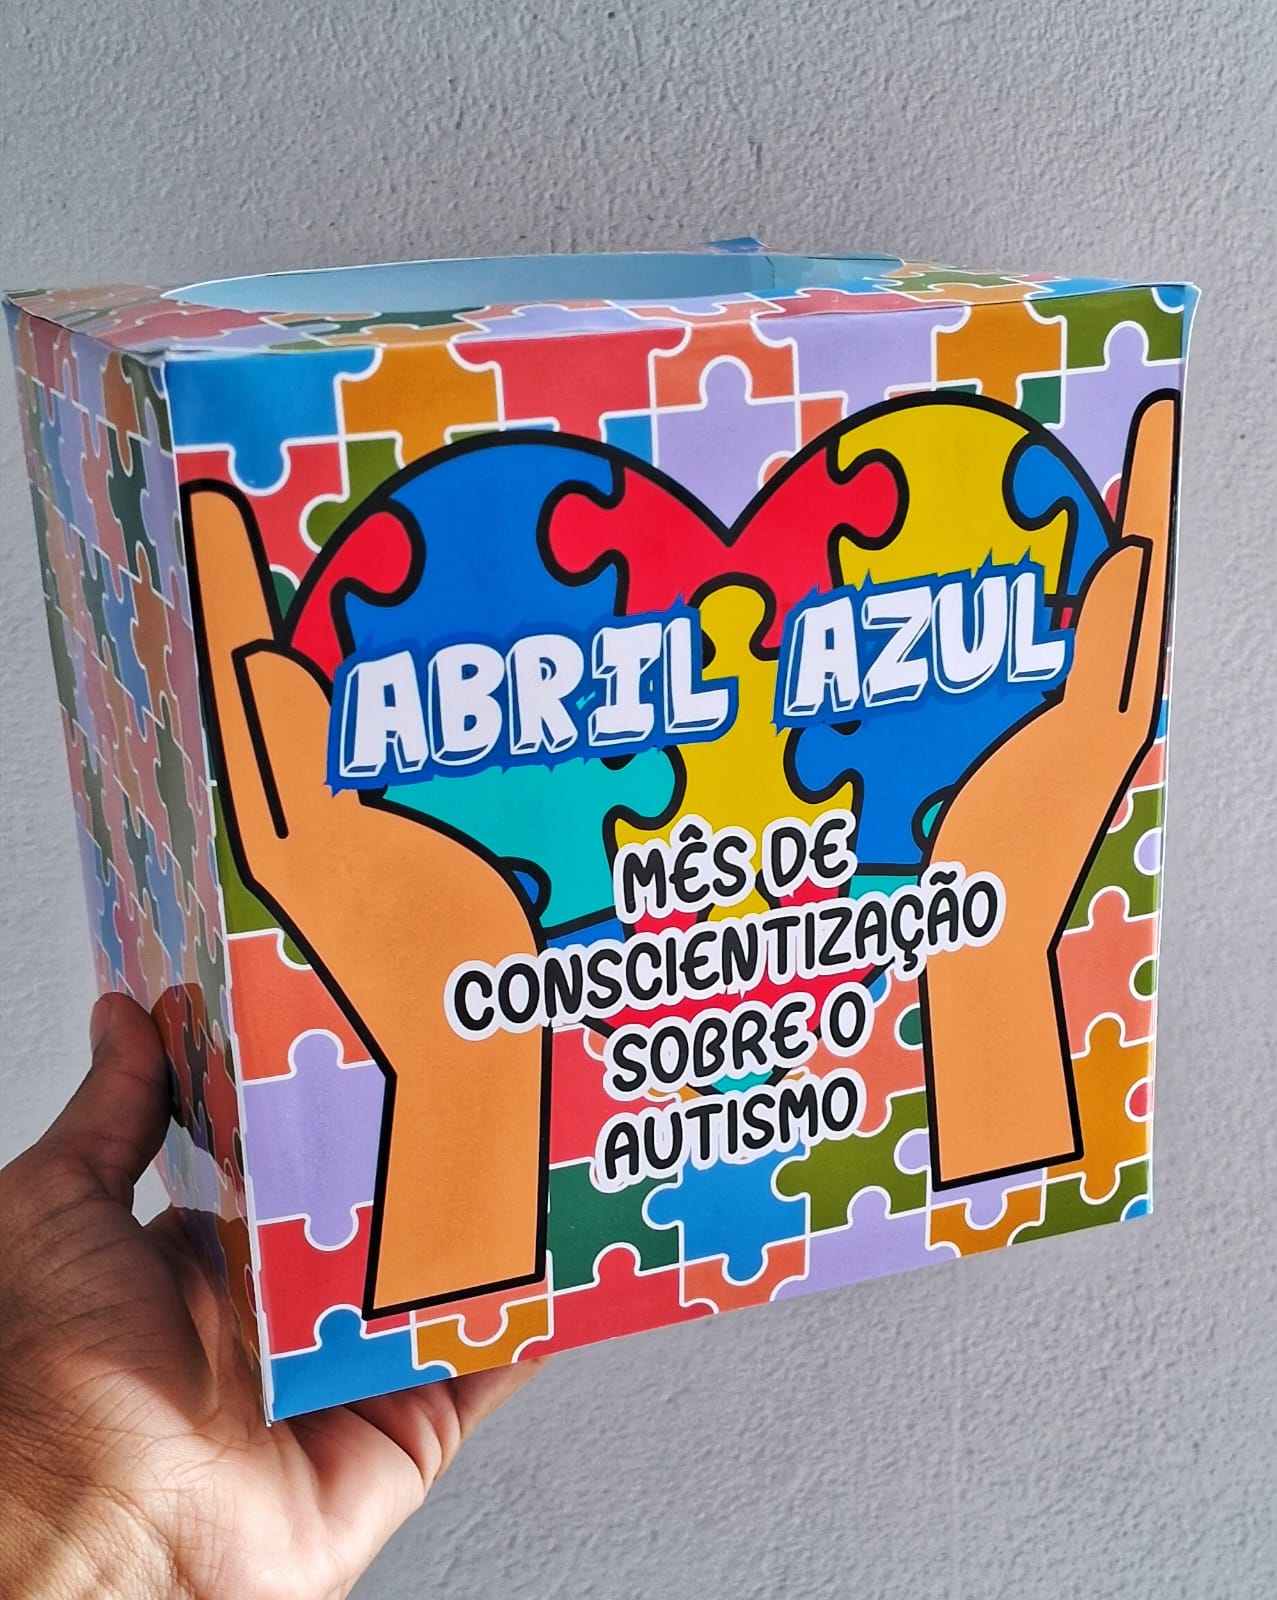 ABRIL AZUL
MÊS DE
CONSCIENTIZAÇÃO
SOBRE O
AUTISMO